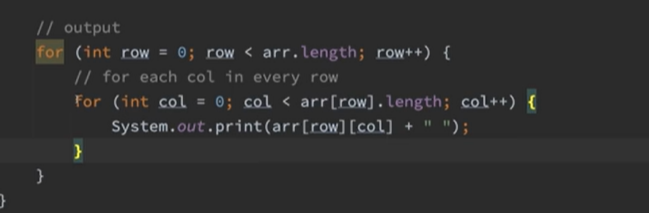 // output
for (int row = 0; row < arr.length; row++) {
// for each col in every row
for (int col = 0; col < arr[row].length; col++) {
System.out.print(arr[row][col] + " ");
}
}
}